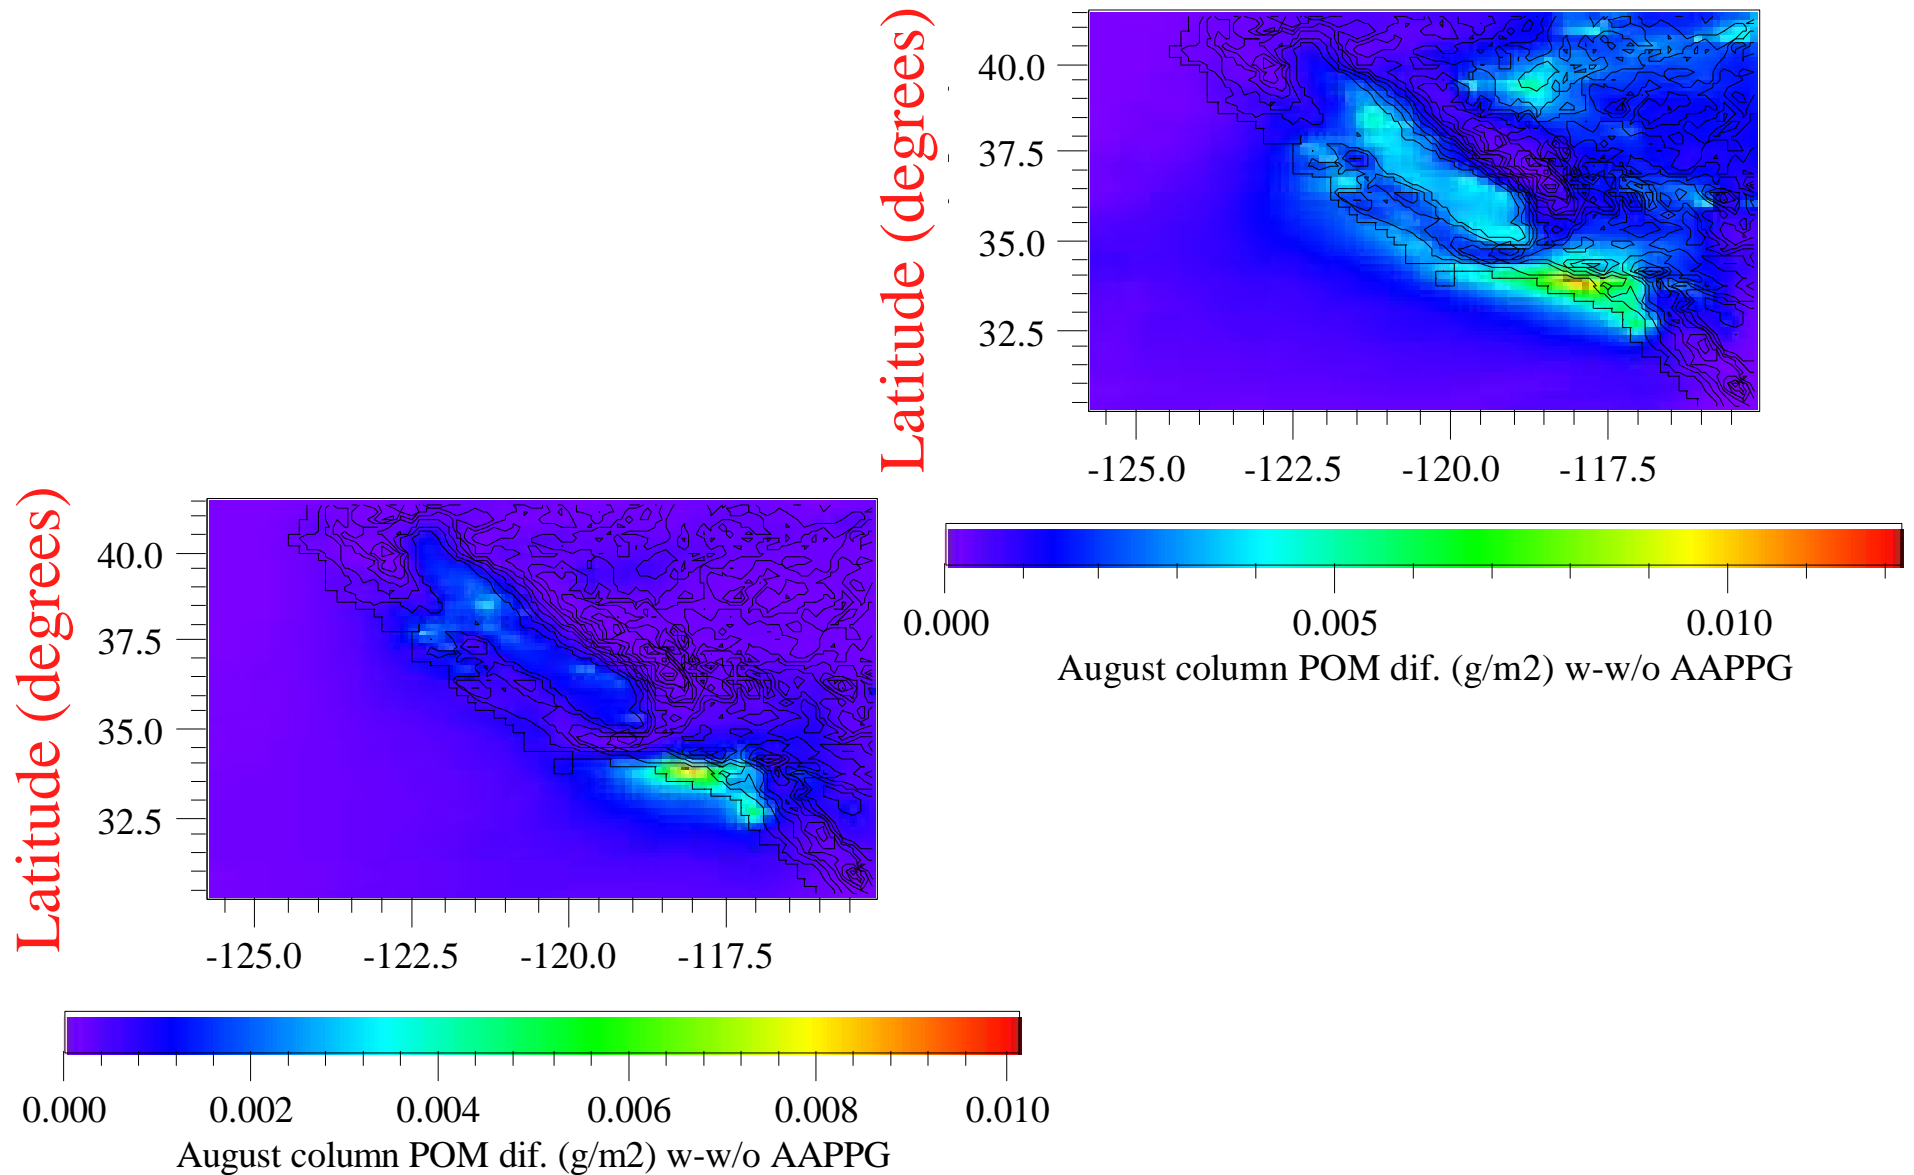 Latitude (degrees)
40.0
37.5
35.0
32.5
-125.0 -122.5 -120.0 -117.5
0.000 0.005 0.010
August column POM dif. (g/m2) w-w/o AAPPG
Latitude (degrees)
40.0
37.5
35.0
32.5
-125.0 -122.5 -120.0 -117.5
0.000 0.002 0.004 0.006 0.008 0.010
August column POM dif. (g/m2) w-w/o AAPPG